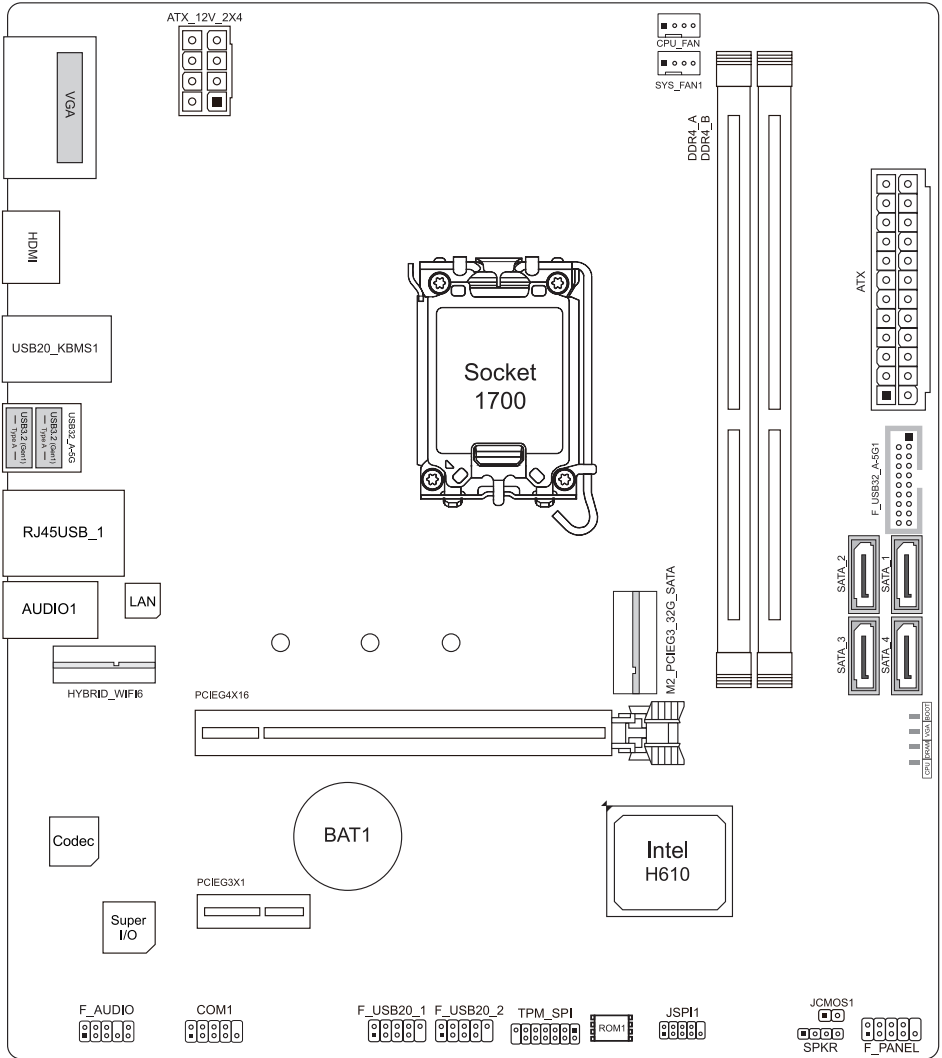 ATX_12V_2X4
CPU_FAN
SYS_FAN1
VGA
DDR4_A
DDR4_B
HDMI
ATX
USB20_KBMS1
Socket
1700
USB32_A-5G
USB3.2 (Gen1)
Type A
USB3.2 (Gen1)
Type A
F_USB32_A-5G1
RJ45USB_1
SATA_2
SATA_1
AUDIO1
LAN
M2_PCIEG3_32G_SATA
SATA_3
SATA_4
HYBRID_WIFI6
PCIEG4X16
CPU DRAM VGA BOOT
Codec
BAT1
Intel
H610
PCIEG3X1
Super
I/O
F_AUDIO
COM1
F_USB20_1
F_USB20_2
TPM_SPI
ROM1
JSPI1
JCMOS1
SPKR
F_PANEL